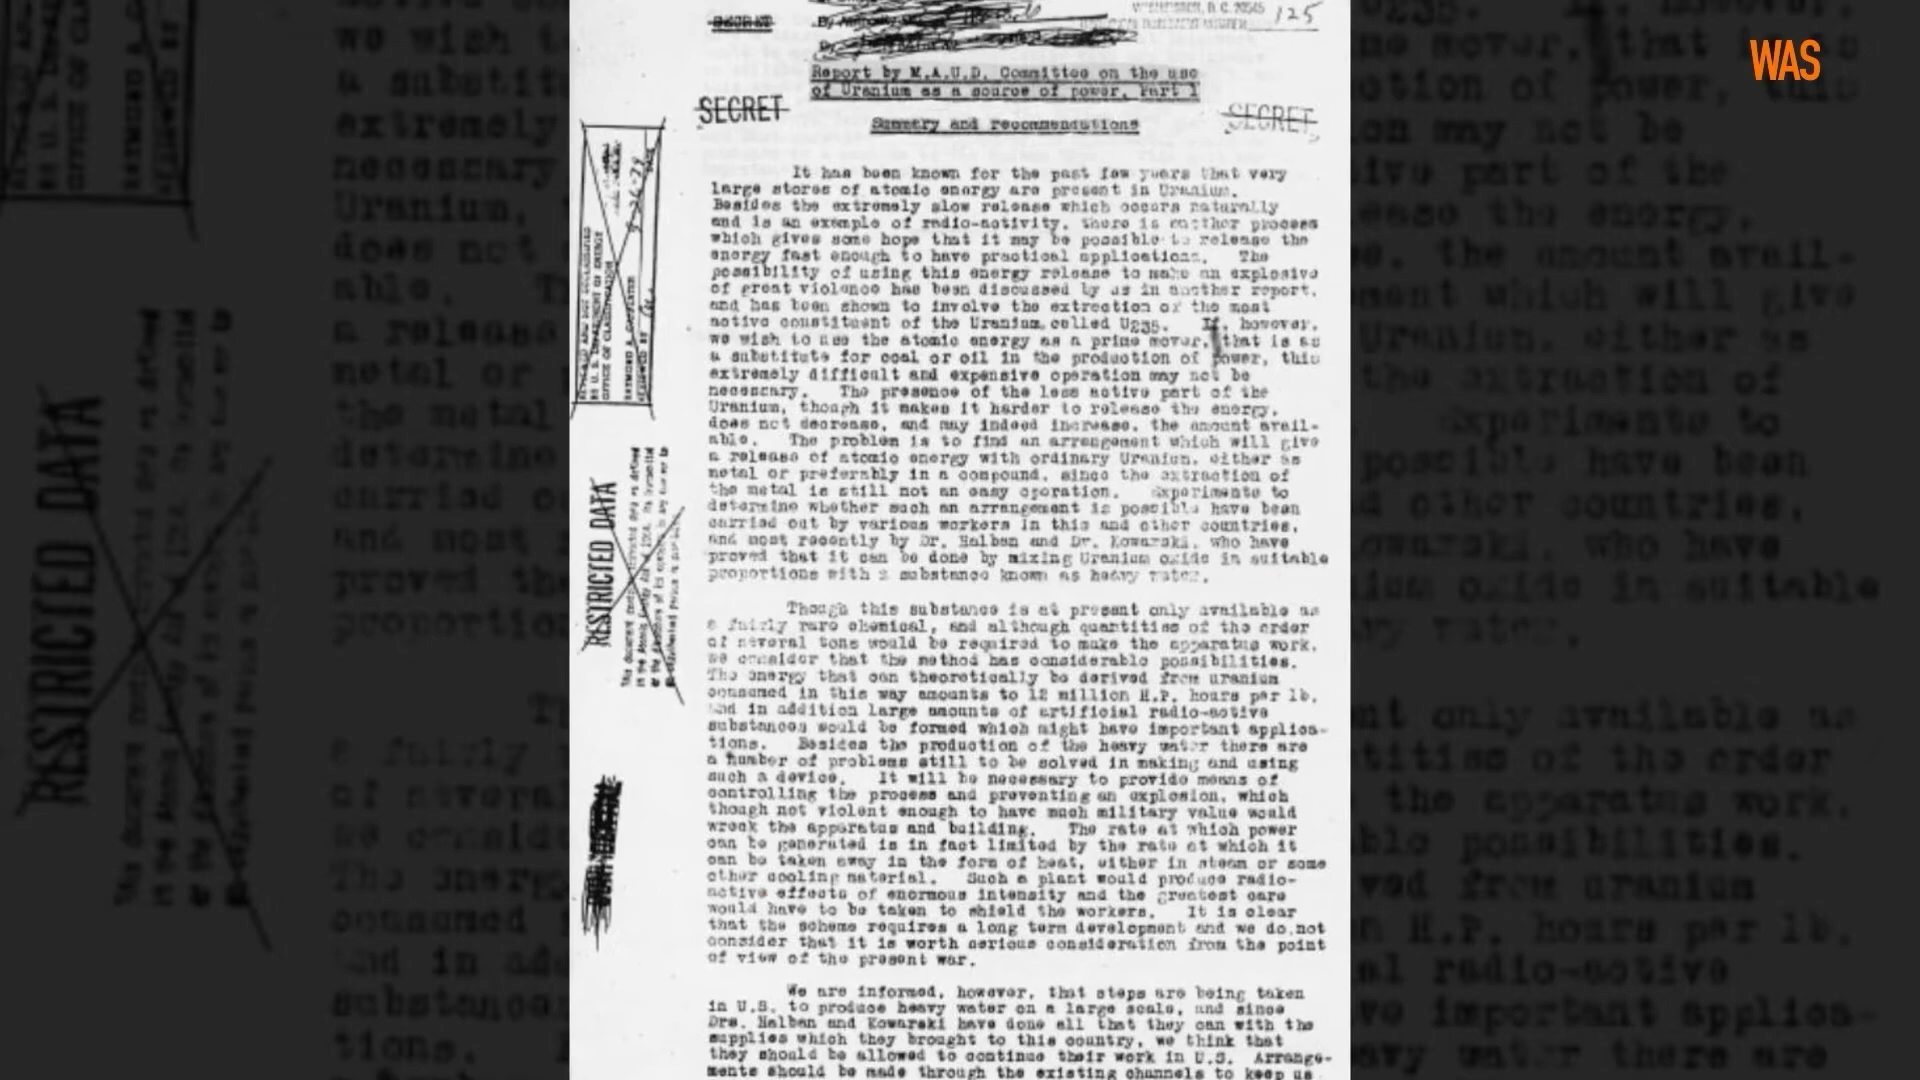 SECRET
125
WAS
Report by M.A.U.D. Committee on the use
of Uranium as a source of power, Part 1
SECRET
SECRET
Summary and recommendations
It has been known for the past few years that very
large stores of atomic energy are present in Uranium.
Besides the extremely slow release which occurs naturally
and is an example of radio-activity, there is another process
which gives some hope that it may be possible to release the
energy fast enough to have practical applications. The
possibility of using this energy release to make an explosive
of great violence has been discussed by us in another report,
and has been shown to involve the extraction of the most
active constituent of the Uranium called U235. If, however,
we wish to use the atomic energy as a prime mover, that is as
a substitute for coal or oil in the production of power, this
extremely difficult and expensive operation may not be
necessary. The presence of the less active part of the
Uranium, though it makes it harder to release the energy,
does not decrease, and may indeed increase, the amount avail-
able. The problem is to find an arrangement which will give
a release of atomic energy with ordinary Uranium, either as
metal or preferably in a compound, since the extraction of
the metal is still not an easy operation. Experiments to
determine whether such an arrangement is possible have been
carried out by various workers in this and other countries,
and most recently by Dr. Halban and Dr. Kowarski, who have
proved that it can be done by mixing Uranium oxide in suitable
proportions with a substance known as heavy water.
Though this substance is at present only available as
a fairly rare chemical, and although quantities of the order
of several tons would be required to make the apparatus work,
we consider that the method has considerable possibilities.
The energy that can theoretically be derived from uranium
consumed in this way amounts to 12 million H.P. hours per lb.
and in addition large amounts of artificial radio-active
substances would be formed which might have important applica-
tions. Besides the production of the heavy water there are
a number of problems still to be solved in making and using
such a device. It will be necessary to provide means of
controlling the process and preventing an explosion, which
though not violent enough to have much military value would
wreck the apparatus and building. The rate at which power
can be generated is in fact limited by the rate at which it
can be taken away in the form of heat, either in steam or some
other cooling material. Such a plant would produce radio-
active effects of enormous intensity and the greatest care
would have to be taken to shield the workers. It is clear
that the scheme requires a long term development and we do not
consider that it is worth serious consideration from the point
of view of the present war.
We are informed, however, that steps are being taken
in U.S. to produce heavy water on a large scale, and since
Drs. Halban and Kowarski have done all that they can with the
supplies which they brought to this country, we think that
they should be allowed to continue their work in U.S. Arrange-
ments should be made through the existing channels to keep us
BY U.S. DEPARTMENT OF ENERGY
OFFICE OF CLASSIFICATION
RESTRICTED DATA